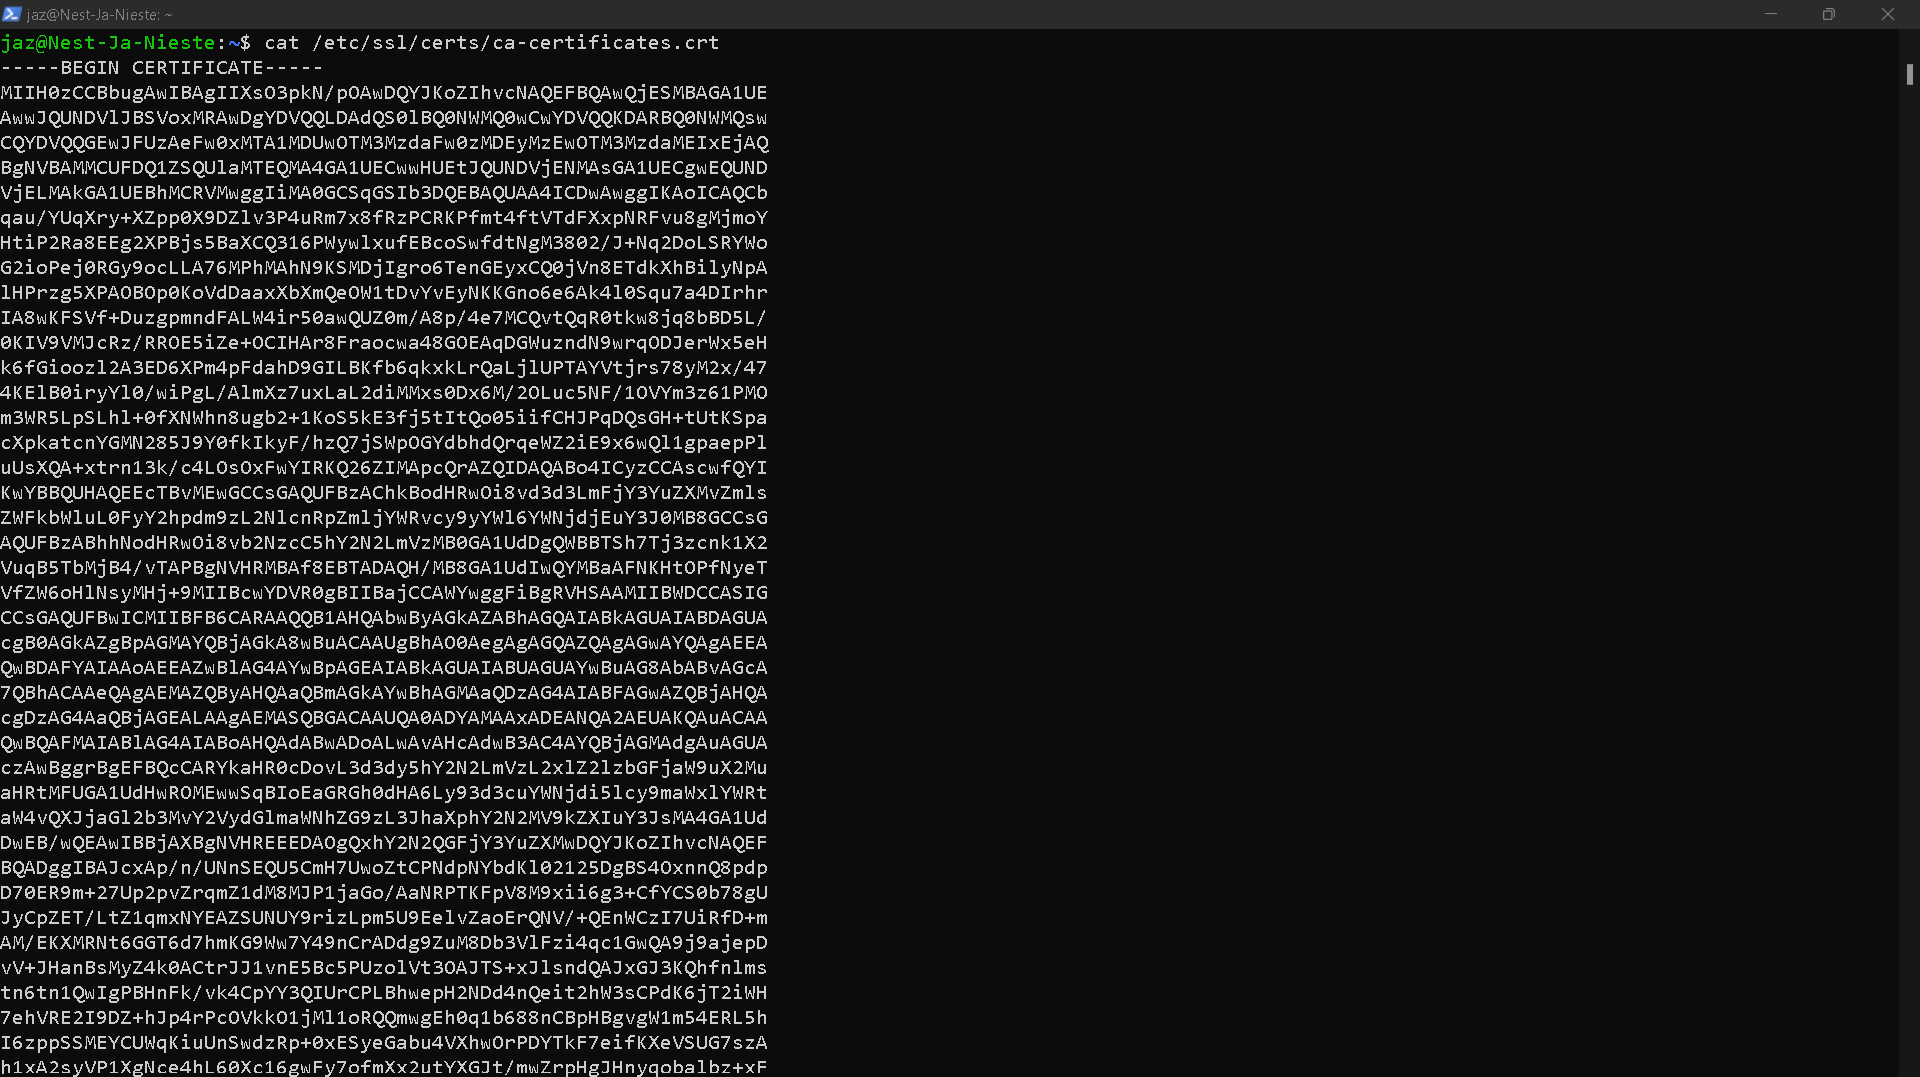 jaz@Nest-Ja-Nieste: ~
jaz@Nest-Ja-Nieste:~$ cat /etc/ssl/certs/ca-certificates.crt
-----BEGIN CERTIFICATE-----
MIIH0zCCBbugAwIBAgIIXsO3pkN/pOAwDQYJKoZIhvcNAQEFBQAwQjESMBAGA1UE
AwwJQUNDVlJBSVoxMRAwDgYDVQQLDAdQS0lBQ0NWMQ0wCwYDVQQKDARBQ0NWMQsw
CQYDVQQGEwJFUzAeFw0xMTA1MDUwOTM3MzdaFw0zMDEyMzEwOTM3MzdaMEIxEjAQ
BgNVBAMMCUFDQ1ZSQUlaMTEQMA4GA1UECwwHUEtJQUNDVjENMAsGA1UECgwEQUND
VjELMAkGA1UEBhMCRVMwggIiMA0GCSqGSIb3DQEBAQUAA4ICDwAwggIKAoICAQCb
qau/YUqXry+XZpp0X9DZlv3P4uRm7x8fRzPCRKPfmt4ftVTdFXxpNRFvu8gMjmoY
HtiP2Ra8EEg2XPBjs5BaXCQ316PWywlxufEBcoSwfdtNgM3802/J+Nq2DoLSRYWo
G2ioPej0RGy9ocLLA76MPhMAhN9KSMDjIgro6TenGEyxCQ0jVn8ETdkXhBilyNpA
lHPrzg5XPAOBOp0KoVdDaaxXbXmQeOW1tDvYvEyNKKGno6e6Ak4l0Squ7a4DIrhr
IA8wKFSVf+DuzgpmndFALW4ir50awQUZ0m/A8p/4e7MCQvtQqR0tkw8jq8bBD5L/
0KIV9VMJcRz/RROE5iZe+OCIHAr8Fraocwa48GOEAqDGWuzndN9wrqODJerWx5eH
k6fGioozl2A3ED6XPm4pFdahD9GILBKfb6qkxkLrQaLjlUPTAYVtjrs78yM2x/47
4KElB0iryYl0/wiPgL/AlmXz7uxLaL2diMMxs0Dx6M/2OLuc5NF/1OVYm3z61PMO
m3WR5LpSLhl+0fXNWhn8ugb2+1KoS5kE3fj5tItQo05iifCHJPqDQsGH+tUtKSpa
cXpkatcnYGMN285J9Y0fkIkyF/hzQ7jSWpOGYdbhdQrqeWZ2iE9x6wQl1gpaepPl
uUsXQA+xtrn13k/c4LOsOxFwYIRKQ26ZIMApcQrAZQIDAQABo4ICyzCCAscwfQYI
KwYBBQUHAQEEcTBvMEwGCCsGAQUFBzAChkBodHRwOi8vd3d3LmFjY3YuZXMvZmls
ZWFkbWluL0FyY2hpdm9zL2NlcnRpZmljYWRvcy9yYWl6YWNjdjEuY3J0MB8GCCsG
AQUFBzABhhNodHRwOi8vb2NzcC5hY2N2LmVzMB0GA1UdDgQWBBTSh7Tj3zcnk1X2
VuqB5TbMjB4/vTAPBgNVHRMBAf8EBTADAQH/MB8GA1UdIwQYMBaAFNKHtOPfNyeT
VfZW6oHlNsyMHj+9MIIBcwYDVR0gBIIBajCCAWYwggFiBgRVHSAAMIIBWDCCASIG
CCsGAQUFBwICMIIBFB6CARAAQQB1AHQAbwByAGkAZABhAGQAIABkAGUAIABDAGUA
cgB0AGkAZgBpAGMAYQBjAGkA8wBuACAAUgBhAO0AegAgAGQAZQAgAGwAYQAgAEEA
QwBDAFYAIAAoAEEAZwBlAG4AYwBpAGEAIABkAGUAIABUAGUAYwBuAG8AbABvAGcA
7QBhACAAeQAgAEMAZQByAHQAaQBmAGkAYwBhAGMAaQDzAG4AIABFAGwAZQBjAHQA
cgDzAG4AaQBjAGEALAAgAEMASQBGACAAUQA0ADYAMAAxADEANQA2AEUAKQAuACAA
QwBQAFMAIABlAG4AIABoAHQAdABwADoALwAvAHcAdwB3AC4AYQBjAGMAdgAuAGUA
czAwBggrBgEFBQcCARYkaHR0cDovL3d3dy5hY2N2LmVzL2xlZ2lzbGFjaW9uX2Mu
aHRtMFUGA1UdHwROMEwwSqBIoEaGRGh0dHA6Ly93d3cuYWNjdi5lcy9maWxlYWRt
aW4vQXJjaGl2b3MvY2VydGlmaWNhZG9zL3JhaXphY2N2MV9kZXIuY3JsMA4GA1Ud
DwEB/wQEAwIBBjAXBgNVHREEEDAOgQxhY2N2QGFjY3YuZXMwDQYJKoZIhvcNAQEF
BQADggIBAJcxAp/n/UNnSEQU5CmH7UwoZtCPNdpNYbdKl02125DgBS4OxnnQ8pdp
D70ER9m+27Up2pvZrqmZ1dM8MJP1jaGo/AaNRPTKFpV8M9xii6g3+CfYCS0b78gU
JyCpZET/LtZ1qmxNYEAZSUNUY9rizLpm5U9EelvZaoErQNV/+QEnWCzI7UiRfD+m
AM/EKXMRNt6GGT6d7hmKG9Ww7Y49nCrADdg9ZuM8Db3VlFzi4qc1GwQA9j9ajepD
vV+JHanBsMyZ4k0ACtrJJ1vnE5Bc5PUzolVt3OAJTS+xJlsndQAJxGJ3KQhfnlms
tn6tn1QwIgPBHnFk/vk4CpYY3QIUrCPLBhwepH2NDd4nQeit2hW3sCPdK6jT2iWH
7ehVRE2I9DZ+hJp4rPcOVkkO1jMl1oRQQmwgEh0q1b688nCBpHBgvgW1m54ERL5h
I6zppSSMEYCUWqKiuUnSwdzRp+0xESyeGabu4VXhwOrPDYTkF7eifKXeVSUG7szA
h1xA2syVP1XgNce4hL60Xc16gwFy7ofmXx2utYXGJt/mwZrpHgJHnyqobalbz+xF